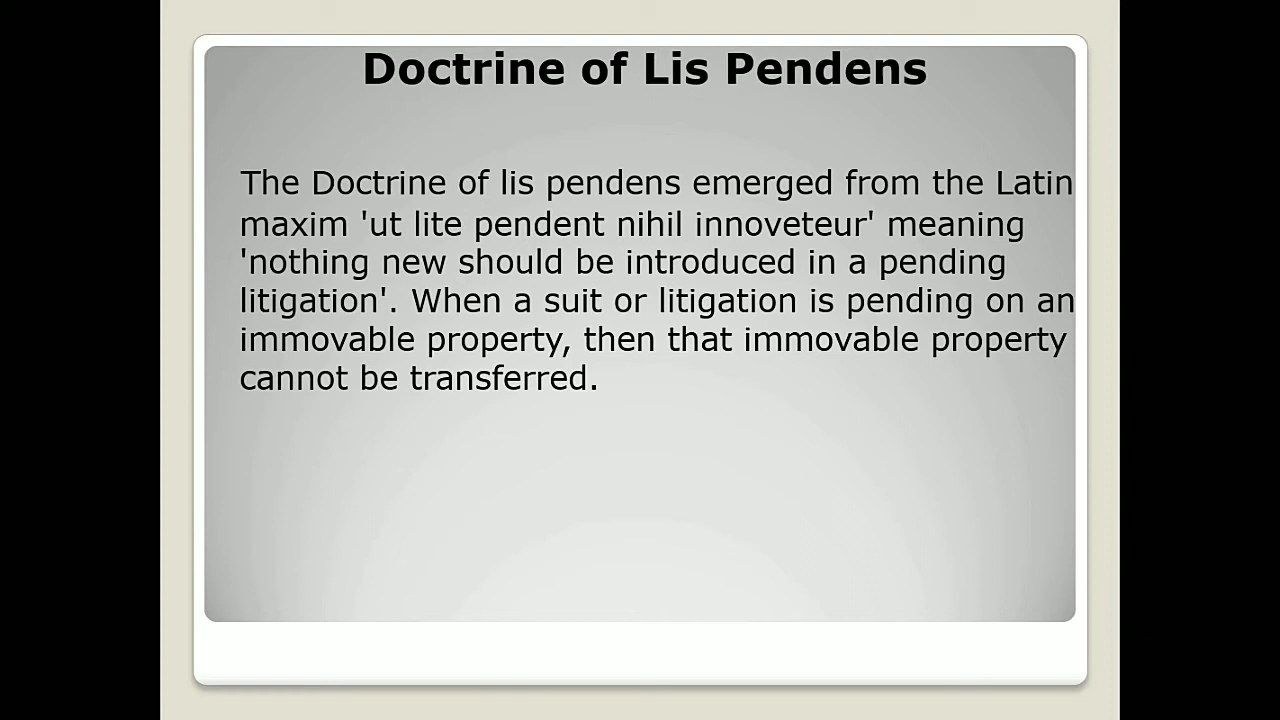 Doctrine of Lis Pendens
The Doctrine of lis pendens emerged from the Latin
maxim 'ut lite pendent nihil innoveteur' meaning
'nothing new should be introduced in a pending
litigation'. When a suit or litigation is pending on an
immovable property, then that immovable property
cannot be transferred.